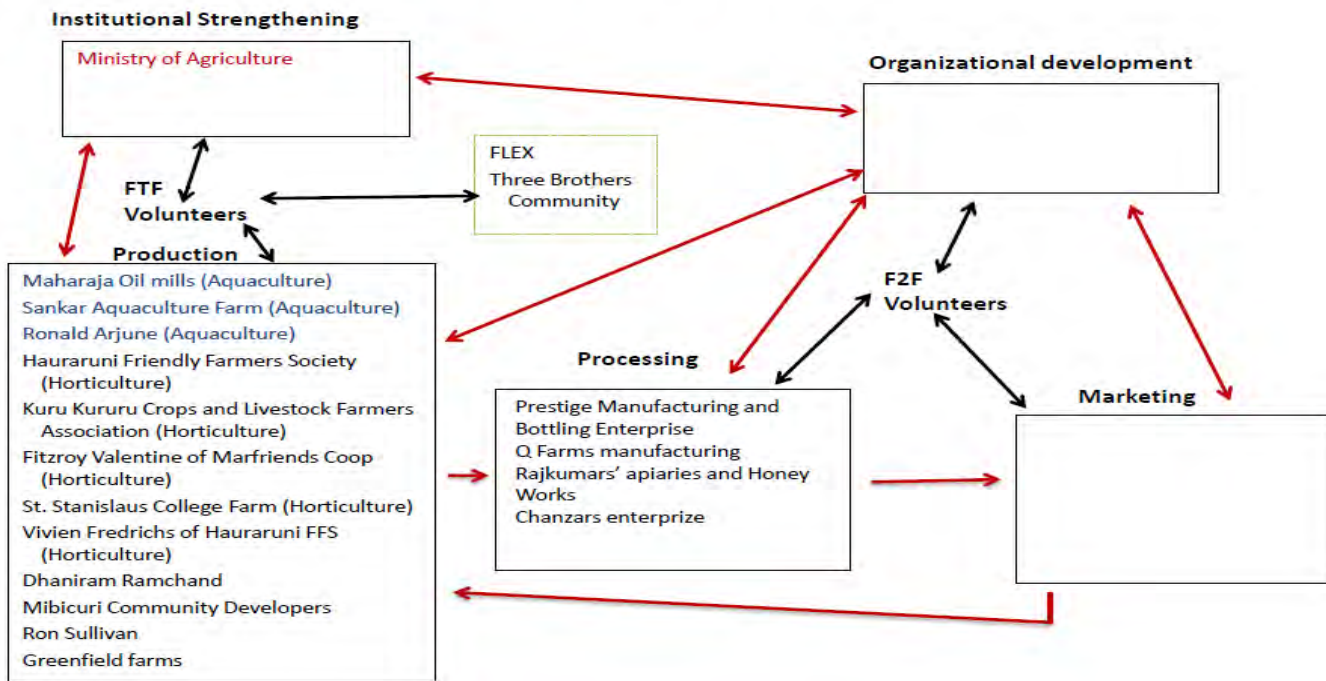 Institutional Strengthening
Ministry of Agriculture
Organizational development
FLEX
Three Brothers
Community
FTF
Volunteers
Production
Maharaja Oil mills (Aquaculture)
Sankar Aquaculture Farm (Aquaculture)
Ronald Arjune (Aquaculture)
Hauraruni Friendly Farmers Society
(Horticulture)
Kuru Kururu Crops and Livestock Farmers
Association (Horticulture)
Fitzroy Valentine of Marfriends Coop
(Horticulture)
St. Stanislaus College Farm (Horticulture)
Vivien Fredrichs of Hauraruni FFS
(Horticulture)
Dhaniram Ramchand
Mibicuri Community Developers
Ron Sullivan
Greenfield farms
F2F
Volunteers
Processing
Prestige Manufacturing and
Bottling Enterprise
Q Farms manufacturing
Rajkumars’ apiaries and Honey
Works
Chanzars enterprize
Marketing